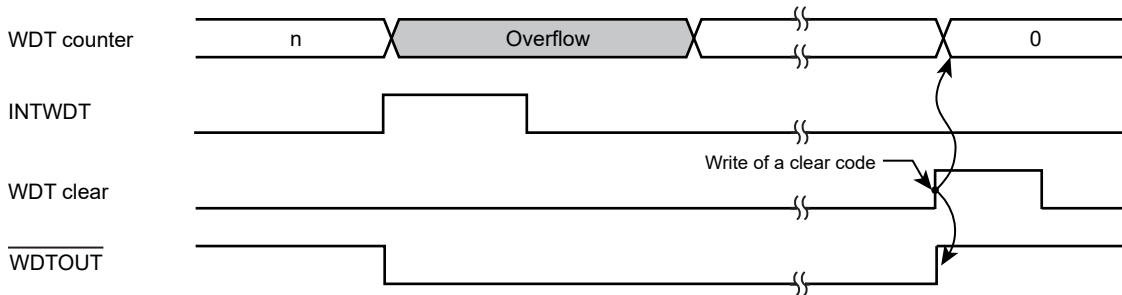 WDT counter n Overflow 0
INTWDT
Write of a clear code
WDT clear
WDTOUT